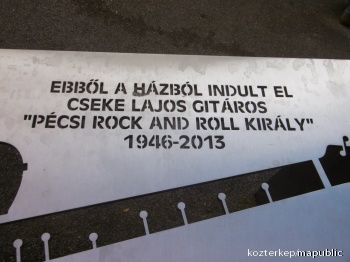 EBBŐL A HÁZBÓL INDULT EL
CSEKE LAJOS GITÁROS
"PÉCSI ROCK AND ROLL KIRÁLY"
1946-2013
kozterkep/mapublic